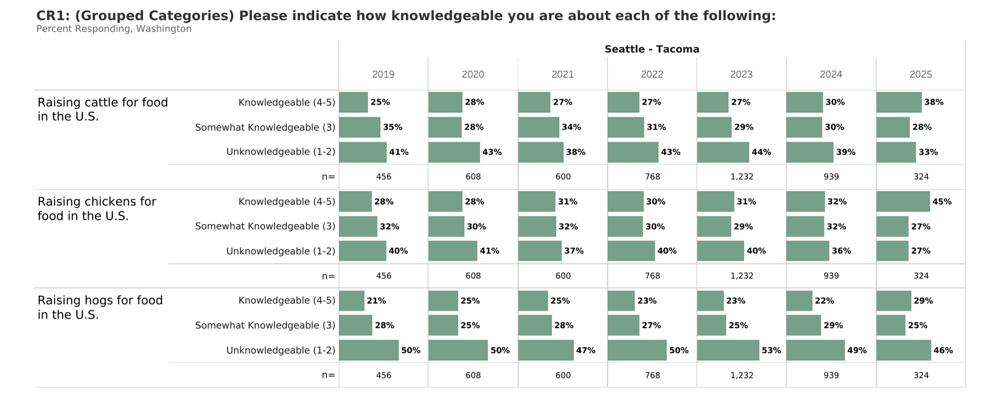 CR1: (Grouped Categories) Please indicate how knowledgeable you are about each of the following:
Percent Responding, Washington
Seattle - Tacoma
2019 2020 2021 2022 2023 2024 2025
Raising cattle for food
in the U.S.
Knowledgeable (4-5) 25% 28% 27% 27% 27% 30% 38%
Somewhat Knowledgeable (3) 35% 28% 34% 31% 29% 30% 28%
Unknowledgeable (1-2) 41% 43% 38% 43% 44% 39% 33%
n= 456 608 600 768 1,232 939 324
Raising chickens for
food in the U.S.
Knowledgeable (4-5) 28% 28% 31% 30% 31% 32% 45%
Somewhat Knowledgeable (3) 32% 30% 32% 30% 29% 32% 27%
Unknowledgeable (1-2) 40% 41% 37% 40% 40% 36% 27%
n= 456 608 600 768 1,232 939 324
Raising hogs for food
in the U.S.
Knowledgeable (4-5) 21% 25% 25% 23% 23% 22% 29%
Somewhat Knowledgeable (3) 28% 25% 28% 27% 25% 29% 25%
Unknowledgeable (1-2) 50% 50% 47% 50% 53% 49% 46%
n= 456 608 600 768 1,232 939 324